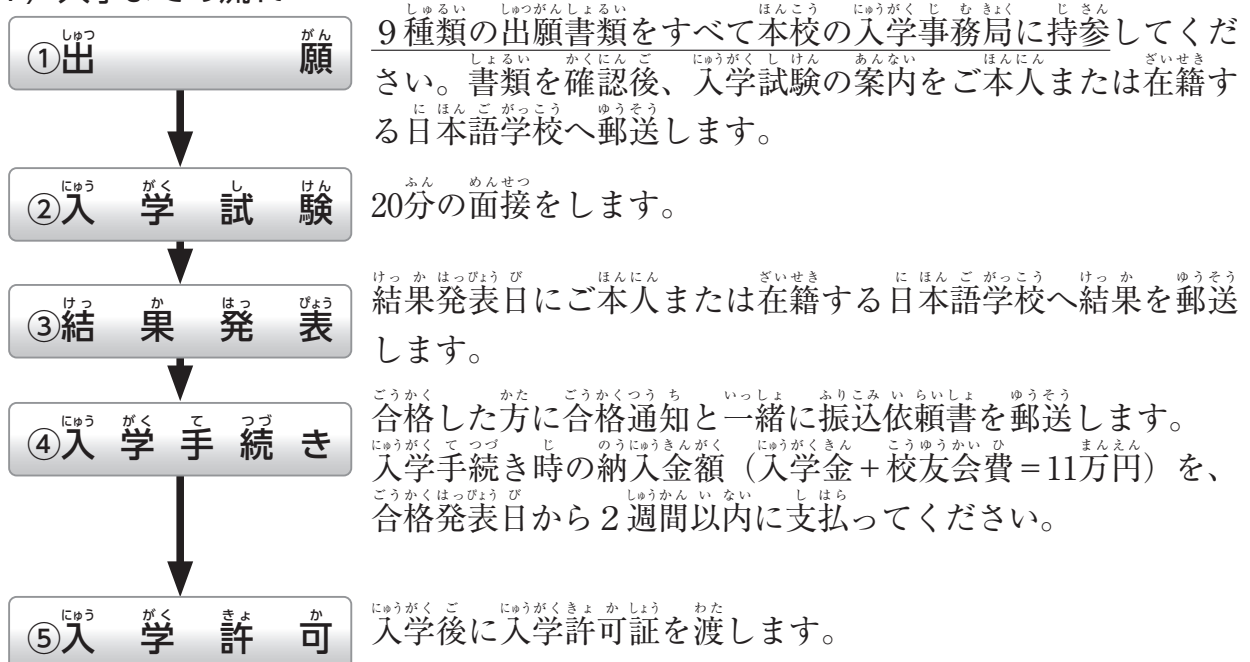 ①出願
９種類の出願書類をすべて本校の入学事務局に持参してくだ
さい。書類を確認後、入学試験の案内をご本人または在籍す
る日本語学校へ郵送します。
②入学試験
20分の面接をします。
③結果発表
結果発表日にご本人または在籍する日本語学校へ結果を郵送
します。
④入学手続き
合格した方に合格通知と一緒に振込依頼書を郵送します。
入学手続き時の納入金額（入学金＋校友会費＝11万円）を、
合格発表日から２週間以内に支払ってください。
⑤入学許可
入学後に入学許可証を渡します。